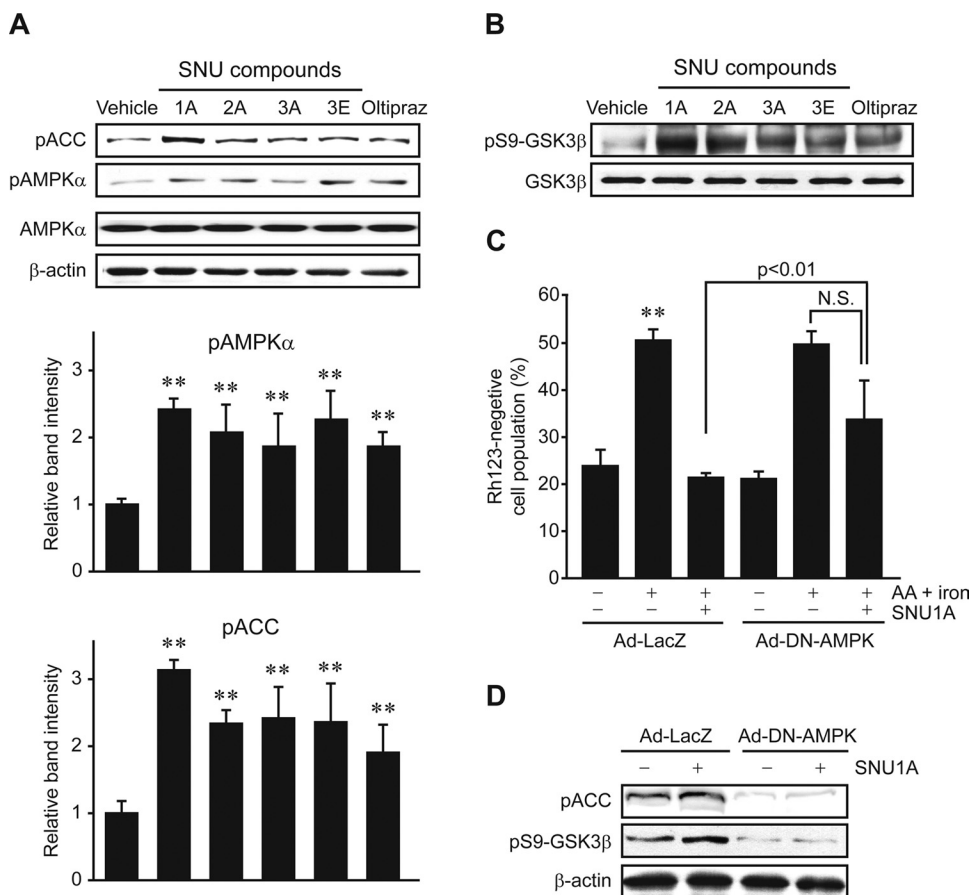 A
SNU compounds
Vehicle 1A 2A 3A 3E Oltipraz
pACC
pAMPKα
AMPKα
β-actin
pAMPKα
Relative band intensity
3
2
1
0
** ** ** ** **
pACC
Relative band intensity
3
2
1
0
** ** ** ** **
B
SNU compounds
Vehicle 1A 2A 3A 3E Oltipraz
pS9-GSK3β
GSK3β
C
p<0.01
N.S.
**
Rh123-negetive
cell population (%)
60
50
40
30
20
10
0
− + + − + + AA + iron
− − + − − + SNU1A
Ad-LacZ Ad-DN-AMPK
D
Ad-LacZ Ad-DN-AMPK
− + − + SNU1A
pACC
pS9-GSK3β
β-actin